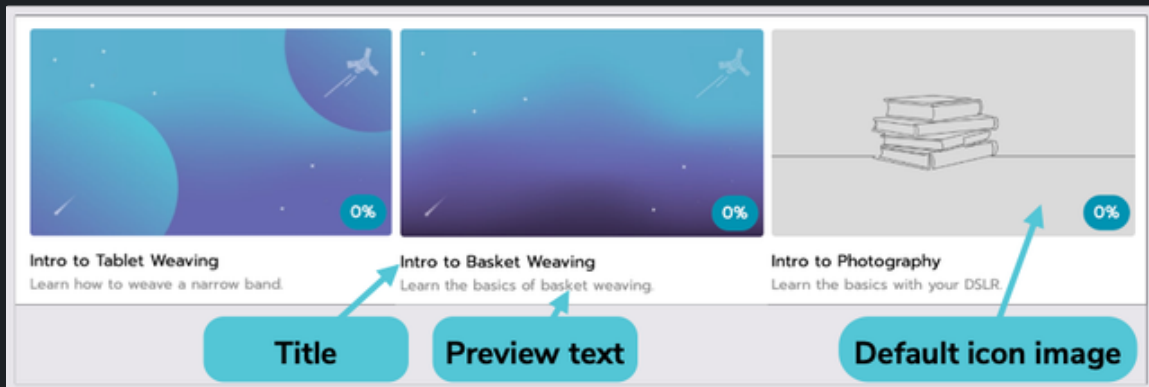 0%
0%
0%
Intro to Tablet Weaving
Learn how to weave a narrow band.
Intro to Basket Weaving
Learn the basics of basket weaving.
Intro to Photography
Learn the basics with your DSLR.
Title
Preview text
Default icon image